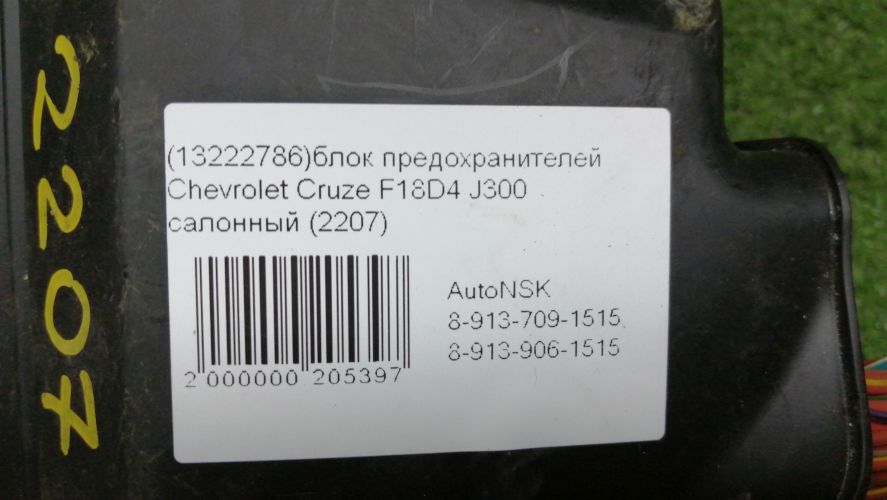 2207
(13222786)блок предохранителей
Chevrolet Cruze F18D4 J300
салонный (2207)
AutoNSK
8-913-709-1515
8-913-906-1515
2 000000 205397